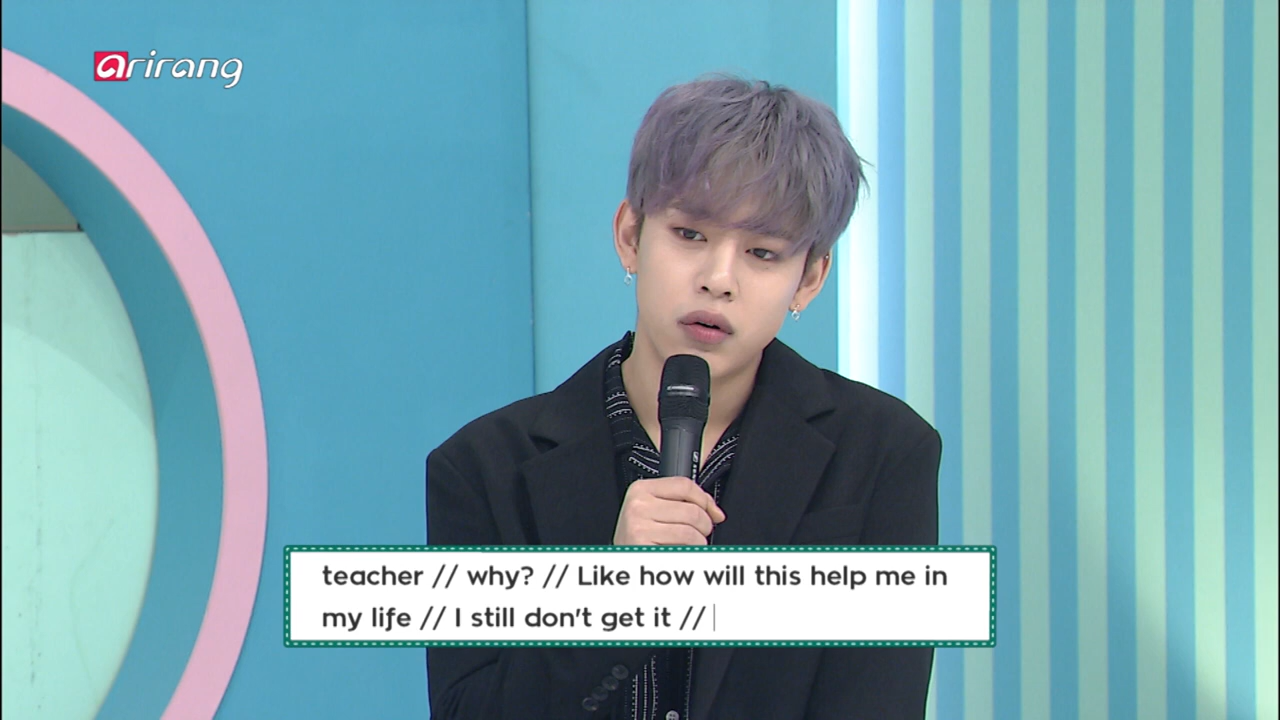 arirang
teacher // why? // Like how will this help me in
my life // I still don't get it //